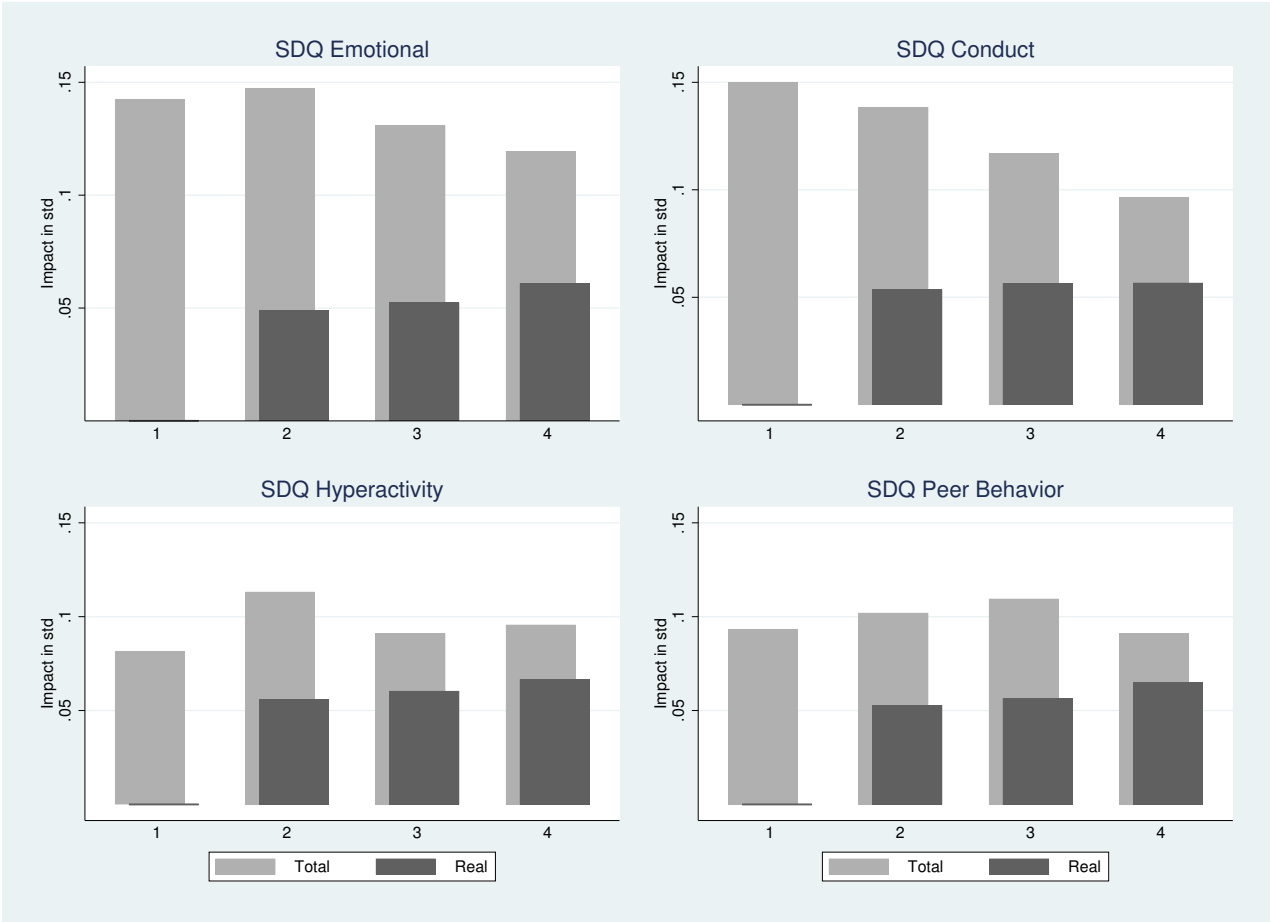 SDQ Emotional
.15
.1
.05
Impact in std
1 2 3 4
SDQ Conduct
.15
.1
.05
Impact in std
1 2 3 4
SDQ Hyperactivity
.15
.1
.05
Impact in std
1 2 3 4
Total Real
SDQ Peer Behavior
.15
.1
.05
Impact in std
1 2 3 4
Total Real